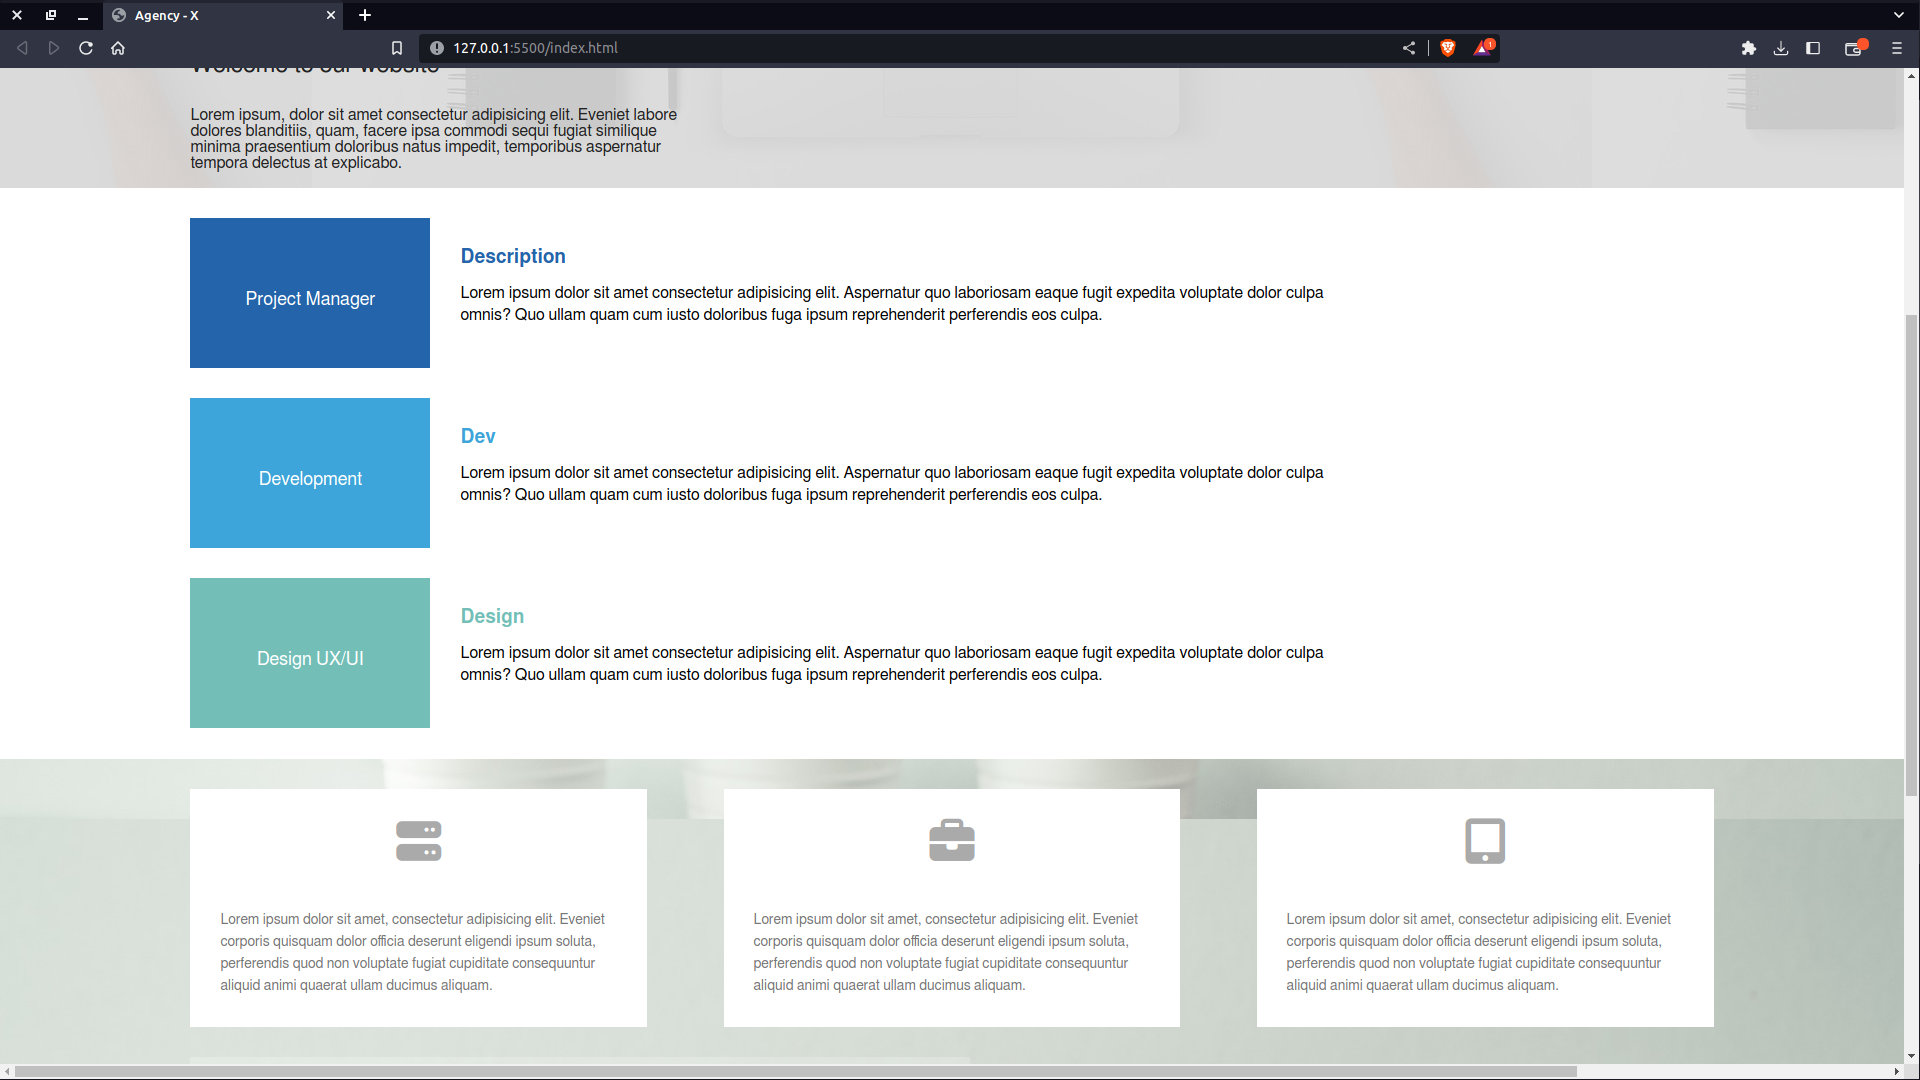 Agency - X
127.0.0.1:5500/index.html
1
Welcome to our website
Lorem ipsum, dolor sit amet consectetur adipisicing elit. Eveniet labore
dolores blanditiis, quam, facere ipsa commodi sequi fugiat similique
minima praesentium doloribus natus impedit, temporibus aspernatur
tempora delectus at explicabo.
Project Manager
Description
Lorem ipsum dolor sit amet consectetur adipisicing elit. Aspernatur quo laboriosam eaque fugit expedita voluptate dolor culpa
omnis? Quo ullam quam cum iusto doloribus fuga ipsum reprehenderit perferendis eos culpa.
Development
Dev
Lorem ipsum dolor sit amet consectetur adipisicing elit. Aspernatur quo laboriosam eaque fugit expedita voluptate dolor culpa
omnis? Quo ullam quam cum iusto doloribus fuga ipsum reprehenderit perferendis eos culpa.
Design UX/UI
Design
Lorem ipsum dolor sit amet consectetur adipisicing elit. Aspernatur quo laboriosam eaque fugit expedita voluptate dolor culpa
omnis? Quo ullam quam cum iusto doloribus fuga ipsum reprehenderit perferendis eos culpa.
Lorem ipsum dolor sit amet, consectetur adipisicing elit. Eveniet
corporis quisquam dolor officia deserunt eligendi ipsum soluta,
perferendis quod non voluptate fugiat cupiditate consequuntur
aliquid animi quaerat ullam ducimus aliquam.
Lorem ipsum dolor sit amet, consectetur adipisicing elit. Eveniet
corporis quisquam dolor officia deserunt eligendi ipsum soluta,
perferendis quod non voluptate fugiat cupiditate consequuntur
aliquid animi quaerat ullam ducimus aliquam.
Lorem ipsum dolor sit amet, consectetur adipisicing elit. Eveniet
corporis quisquam dolor officia deserunt eligendi ipsum soluta,
perferendis quod non voluptate fugiat cupiditate consequuntur
aliquid animi quaerat ullam ducimus aliquam.